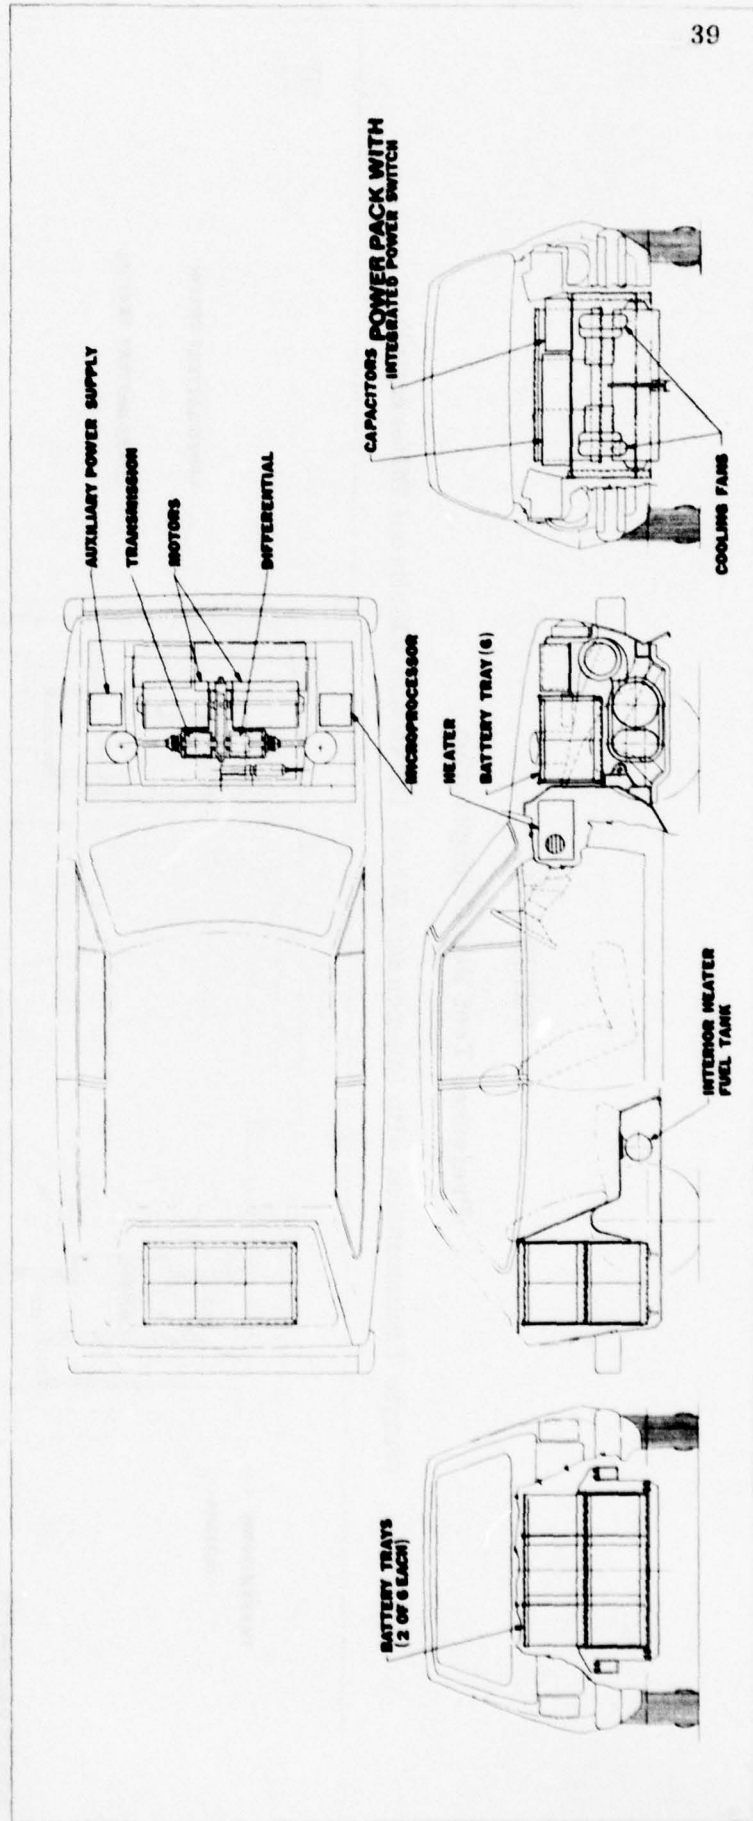 39
AUXILIARY POWER SUPPLY
TRANSMISSION
MOTORS
DIFFERENTIAL
MICROPROCESSOR
CAPACITORS
POWER PACK WITH
INTEGRATED POWER SWITCH
COOLING FANS
HEATER
BATTERY TRAY (6)
INTERIOR HEATER
FUEL TANK
BATTERY TRAYS
(2 OF 6 EACH)